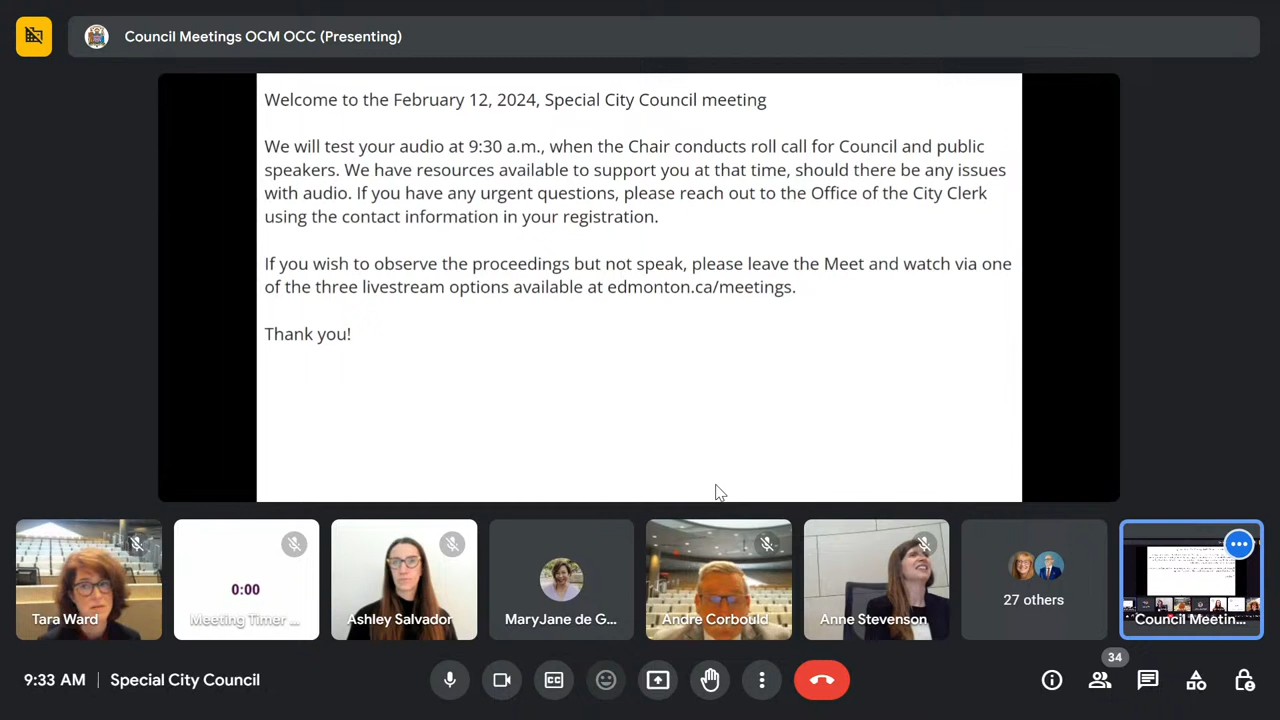 Council Meetings OCM OCC (Presenting)
Welcome to the February 12, 2024, Special City Council meeting
We will test your audio at 9:30 a.m., when the Chair conducts roll call for Council and public
speakers. We have resources available to support you at that time, should there be any issues
with audio. If you have any urgent questions, please reach out to the Office of the City Clerk
using the contact information in your registration.
If you wish to observe the proceedings but not speak, please leave the Meet and watch via one
of the three livestream options available at edmonton.ca/meetings.
Thank you!
0:00
27 others
Tara Ward
Meeting Timer ...
Ashley Salvador
MaryJane de G...
Andre Corbould
Anne Stevenson
Council Meetin...
34
9:33 AM | Special City Council